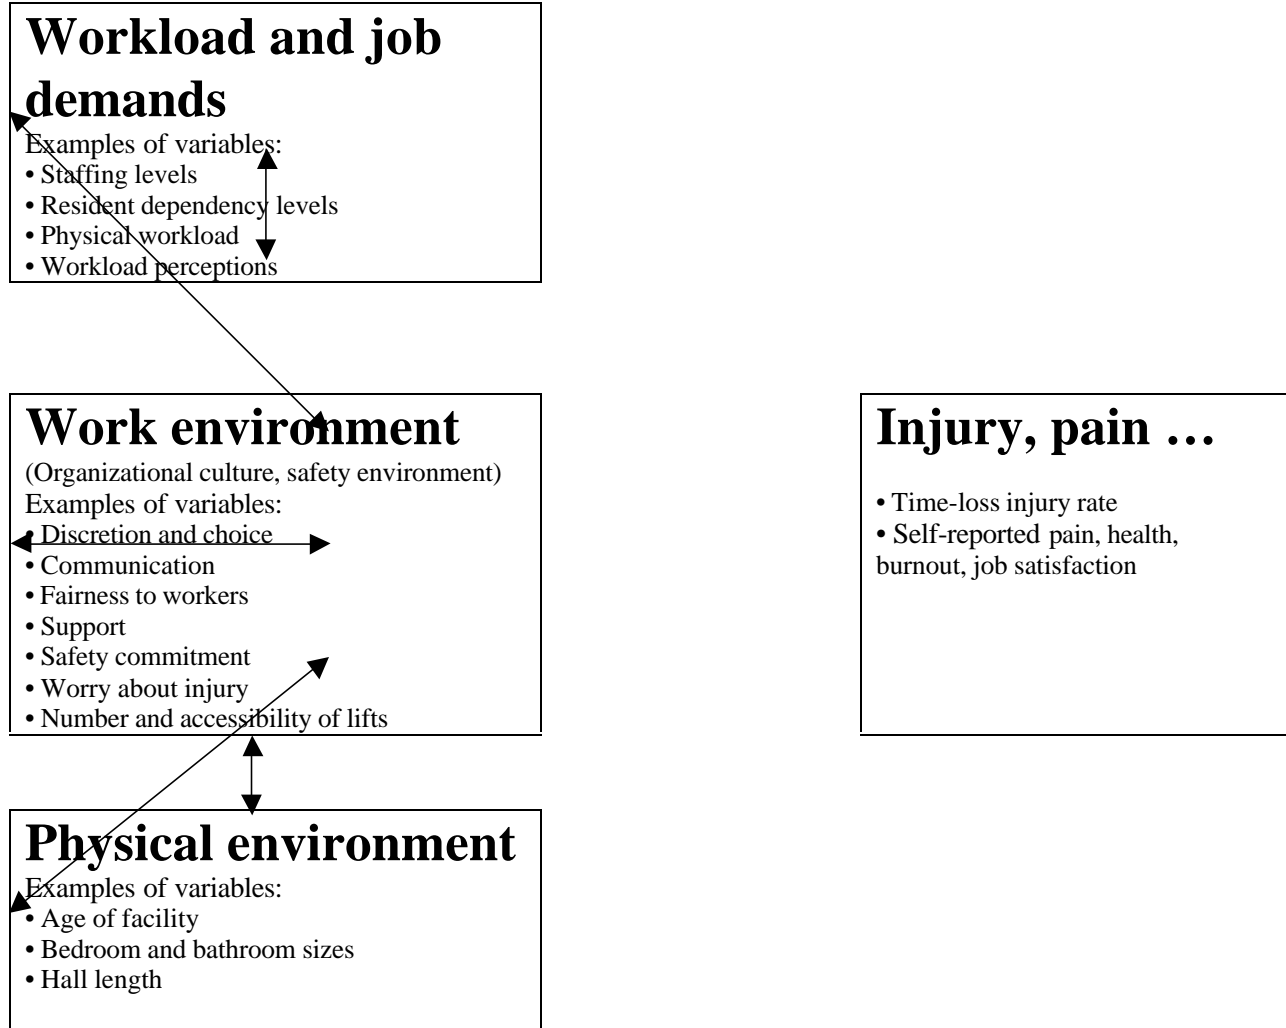 Workload and job
demands
Examples of variables:
• Staffing levels
• Resident dependency levels
• Physical workload
• Workload perceptions
Work environment
(Organizational culture, safety environment)
Examples of variables:
• Discretion and choice
• Communication
• Fairness to workers
• Support
• Safety commitment
• Worry about injury
• Number and accessibility of lifts
Injury, pain …
• Time-loss injury rate
• Self-reported pain, health,
burnout, job satisfaction
Physical environment
Examples of variables:
• Age of facility
• Bedroom and bathroom sizes
• Hall length